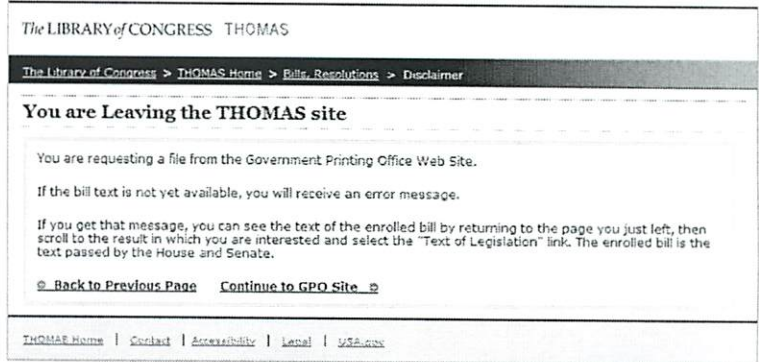 The LIBRARY of CONGRESS THOMAS
The Library of Congress > THOMAS Home > Bills, Resolutions > Disclaimer
You are Leaving the THOMAS site
You are requesting a file from the Government Printing Office Web Site.
If the bill text is not yet available, you will receive an error message.
If you get that message, you can see the text of the enrolled bill by returning to the page you just left, then
scroll to the result in which you are interested and select the "Text of Legislation" link. The enrolled bill is the
text passed by the House and Senate.
Back to Previous Page Continue to GPO Site
THOMAS Home | Contact | Accessibility | Legal | USA.gov